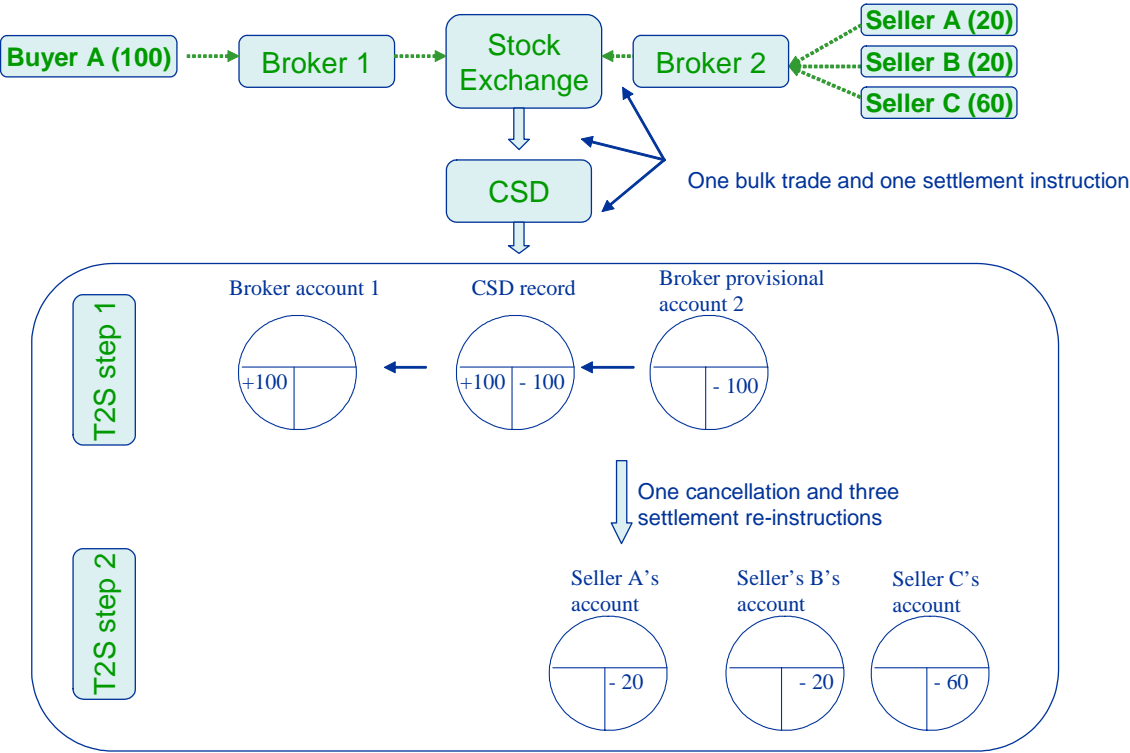 Buyer A (100)
Broker 1
Stock
Exchange
Broker 2
Seller A (20)
Seller B (20)
Seller C (60)
One bulk trade and one settlement instruction
CSD
T2S step 1
Broker account 1
CSD record
Broker provisional
account 2
+100
+100
- 100
- 100
One cancellation and three
settlement re-instructions
T2S step 2
Seller A’s
account
Seller’s B’s
account
Seller C’s
account
- 20
- 20
- 60